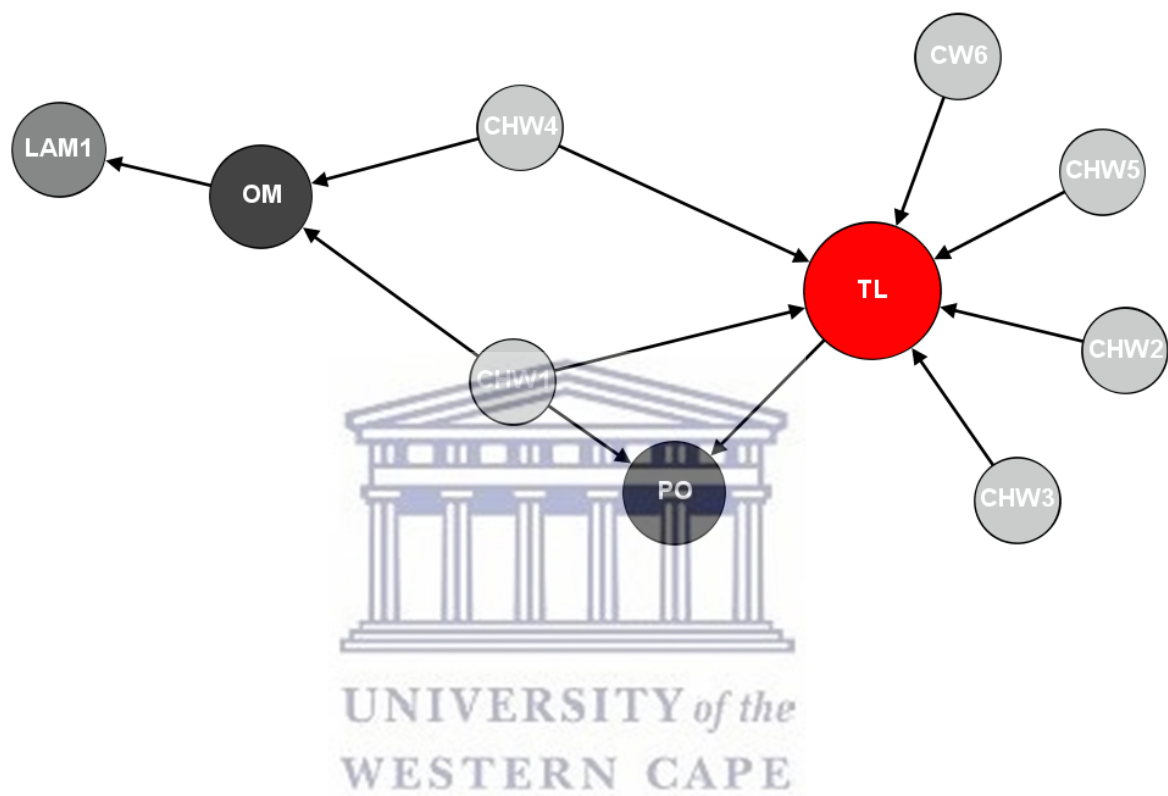 CW6
CHW4
LAM1
CHW5
OM
TL
CHW2
CHW1
PO
CHW3
UNIVERSITY of the
WESTERN CAPE